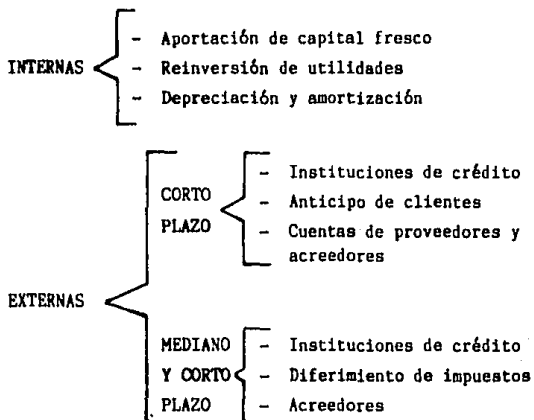 - Aportación de capital fresco
INTERNAS - Reinversión de utilidades
- Depreciación y amortización
- Instituciones de crédito
CORTO - Anticipo de clientes
PLAZO - Cuentas de proveedores y
acreedores
EXTERNAS
MEDIANO - Instituciones de crédito
Y CORTO - Diferimiento de impuestos
PLAZO - Acreedores